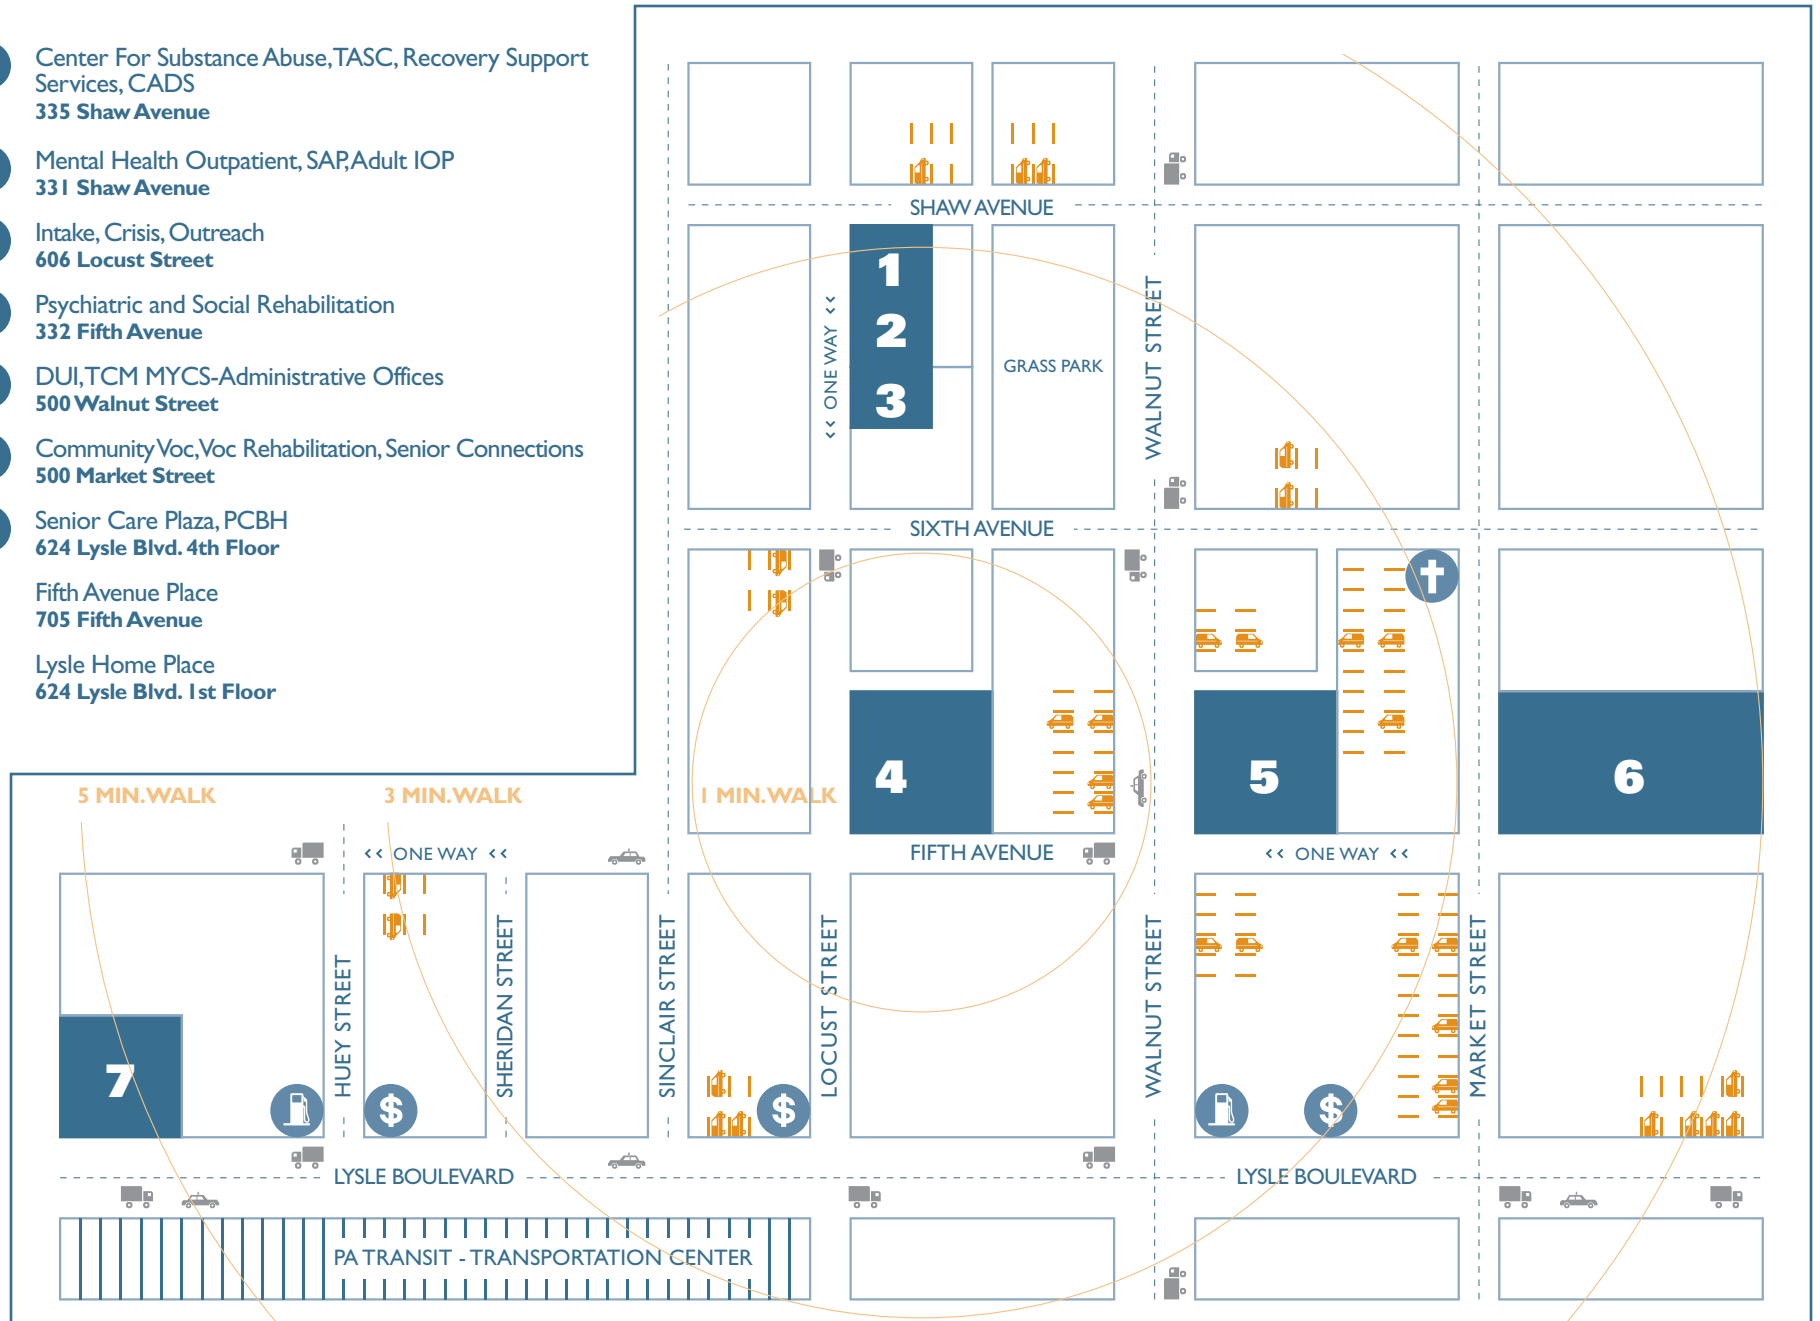 Center For Substance Abuse, TASC, Recovery Support
Services, CADS
335 Shaw Avenue
Mental Health Outpatient, SAP, Adult IOP
331 Shaw Avenue
Intake, Crisis, Outreach
606 Locust Street
Psychiatric and Social Rehabilitation
332 Fifth Avenue
DUI, TCM MYCS-Administrative Offices
500 Walnut Street
Community Voc, Voc Rehabilitation, Senior Connections
500 Market Street
Senior Care Plaza, PCBH
624 Lysle Blvd. 4th Floor
Fifth Avenue Place
705 Fifth Avenue
Lysle Home Place
624 Lysle Blvd. 1st Floor
SHAW AVENUE
1
2
3
<< ONE WAY <<
GRASS PARK
WALNUT STREET
SIXTH AVENUE
4
5
6
5 MIN. WALK
3 MIN. WALK
1 MIN. WALK
<< ONE WAY <<
FIFTH AVENUE
<< ONE WAY <<
HUEY STREET
SHERIDAN STREET
SINCLAIR STREET
LOCUST STREET
WALNUT STREET
MARKET STREET
7
$
$
$
LYSLE BOULEVARD
LYSLE BOULEVARD
PA TRANSIT - TRANSPORTATION CENTER